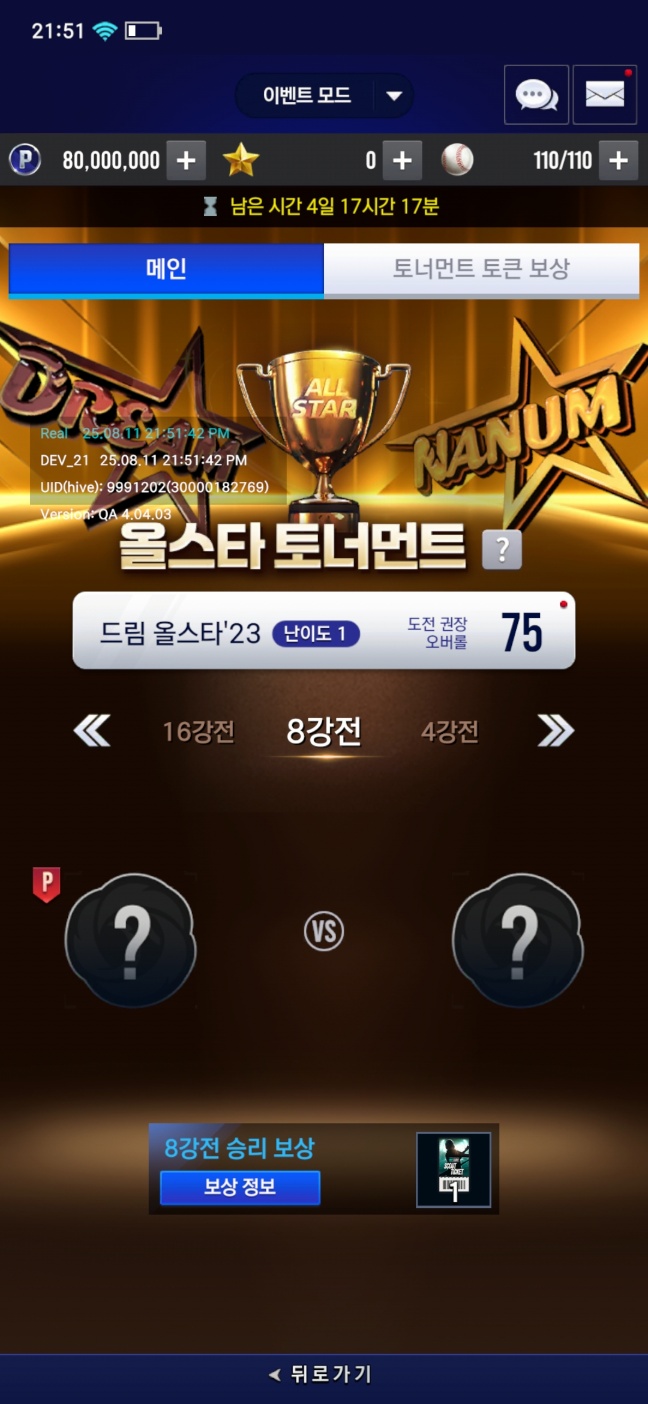 21:51
이벤트 모드
P 80,000,000 + 0 + 110/110 +
남은 시간 4일 17시간 17분
메인 토너먼트 토큰 보상
ALL
STAR
NANUM
Real 25.08.11 21:51:42 PM
DEV_21 25.08.11 21:51:42 PM
UID(hive): 9991202(30000182769)
Version: QA 4.04.03
올스타 토너먼트 ?
드림 올스타'23 난이도 1 도전 권장
오버롤 75
16강전 8강전 4강전
P
? VS ?
8강전 승리 보상
보상 정보
SCOUT
TICKET
1
뒤로가기